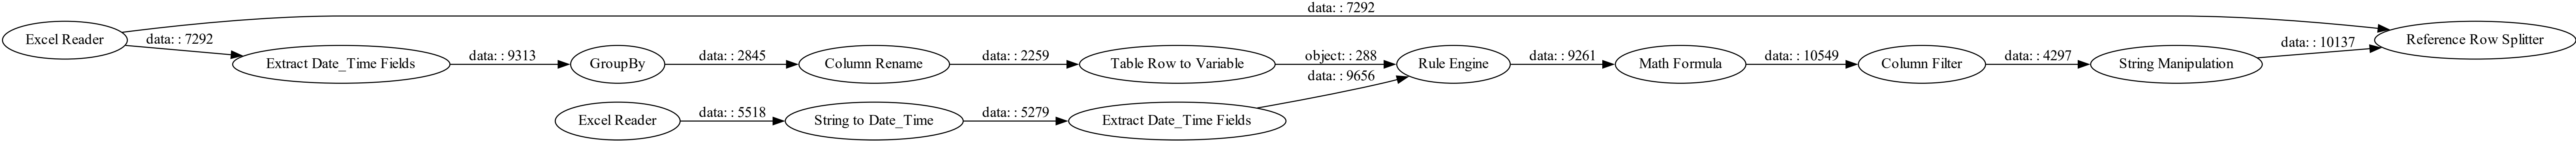 data: : 7292
Excel Reader
data: : 7292
Extract Date_Time Fields
data: : 9313
GroupBy
data: : 2845
Column Rename
data: : 2259
Table Row to Variable
object: : 288
Rule Engine
data: : 9261
Math Formula
data: : 10549
Column Filter
data: : 4297
String Manipulation
data: : 10137
Reference Row Splitter
Excel Reader
data: : 5518
String to Date_Time
data: : 5279
Extract Date_Time Fields
data: : 9656